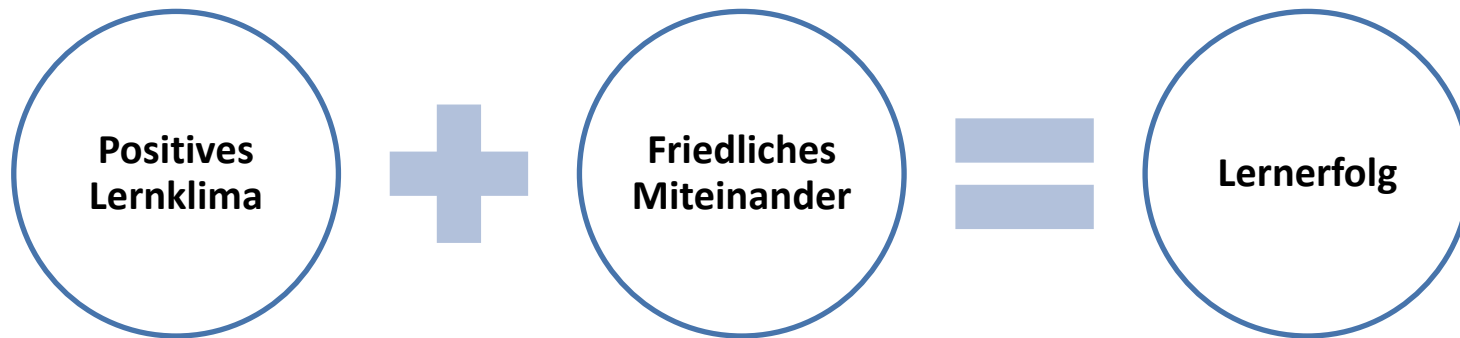 Positives
Lernklima
Friedliches
Miteinander
Lernerfolg